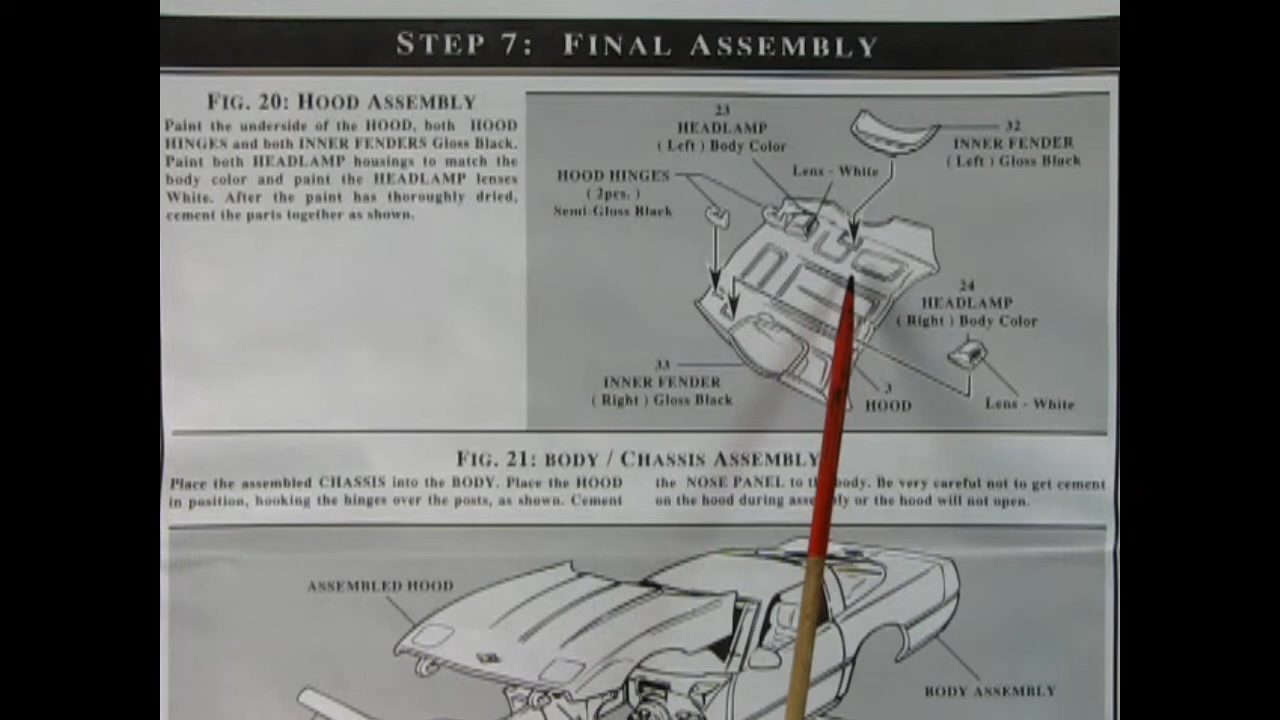 STEP 7: FINAL ASSEMBLY
FIG. 20: HOOD ASSEMBLY
Paint the underside of the HOOD, both HOOD
HINGES and both INNER FENDERS Gloss Black.
Paint both HEADLAMP housings to match the
body color and paint the HEADLAMP lenses
White. After the paint has thoroughly dried,
cement the parts together as shown.
23
HEADLAMP
( Left ) Body Color
32
INNER FENDER
( Left ) Gloss Black
Lens - White
HOOD HINGES
( 2pcs. )
Semi-Gloss Black
24
HEADLAMP
( Right ) Body Color
33
INNER FENDER
( Right ) Gloss Black
3
HOOD
Lens - White
FIG. 21: BODY / CHASSIS ASSEMBLY
Place the assembled CHASSIS into the BODY. Place the HOOD
in position, hooking the hinges over the posts, as shown. Cement
the NOSE PANEL to body. Be very careful not to get cement
on the hood during or the hood will not open.
ASSEMBLED HOOD
BODY ASSEMBLY